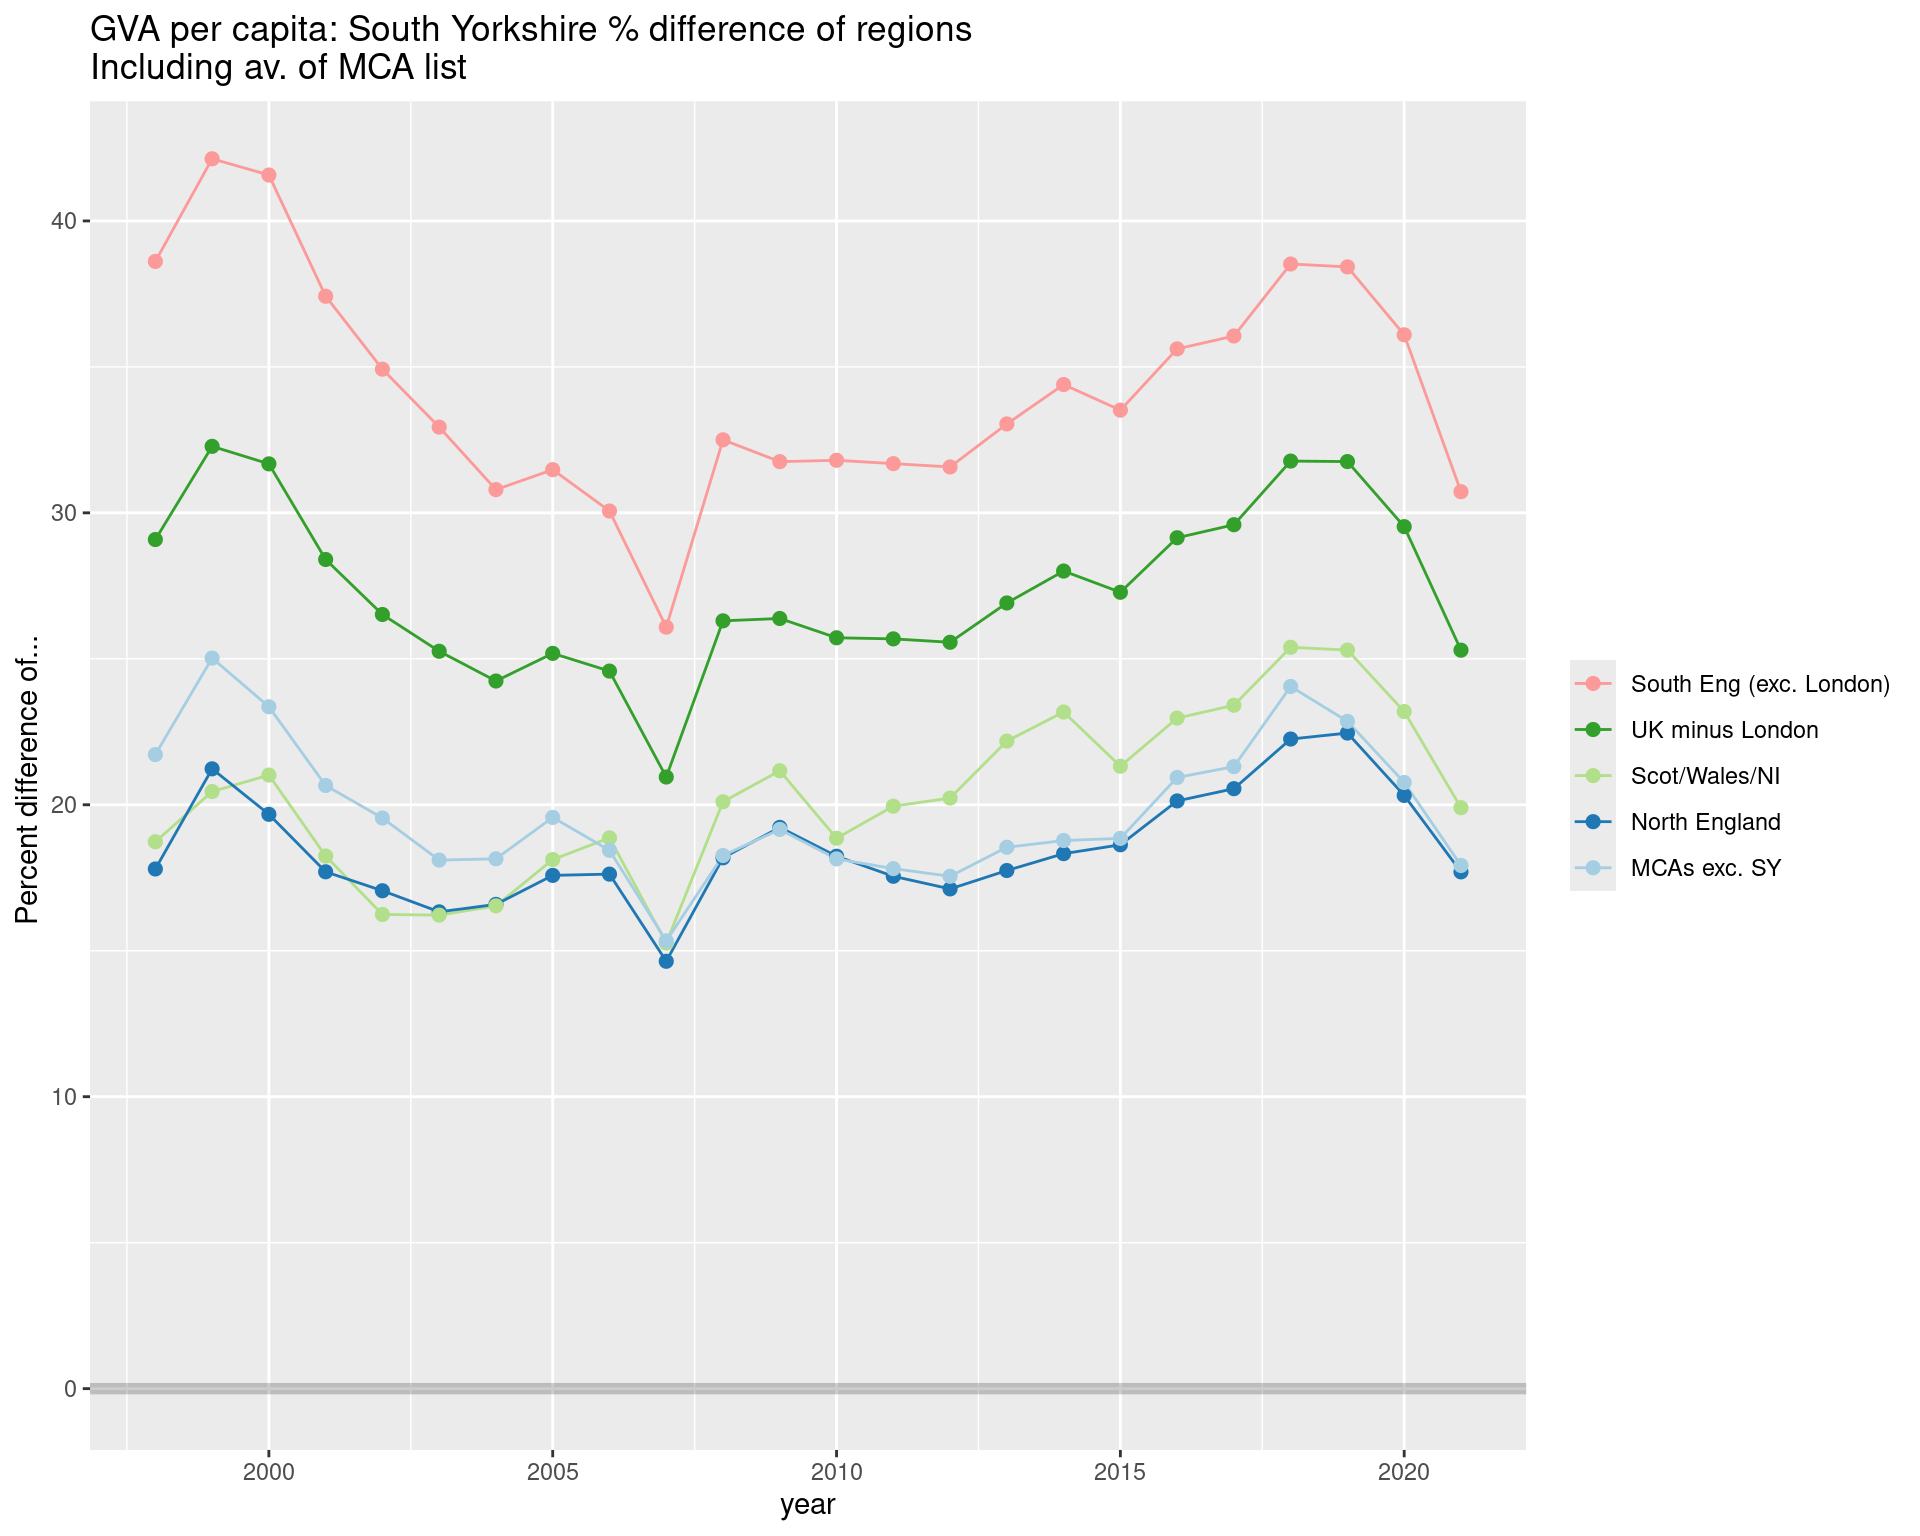 GVA per capita: South Yorkshire % difference of regions
Including av. of MCA list
Percent difference of...
40
30
20
10
0
2000 2005 2010 2015 2020
year
South Eng (exc. London)
UK minus London
Scot/Wales/NI
North England
MCAs exc. SY